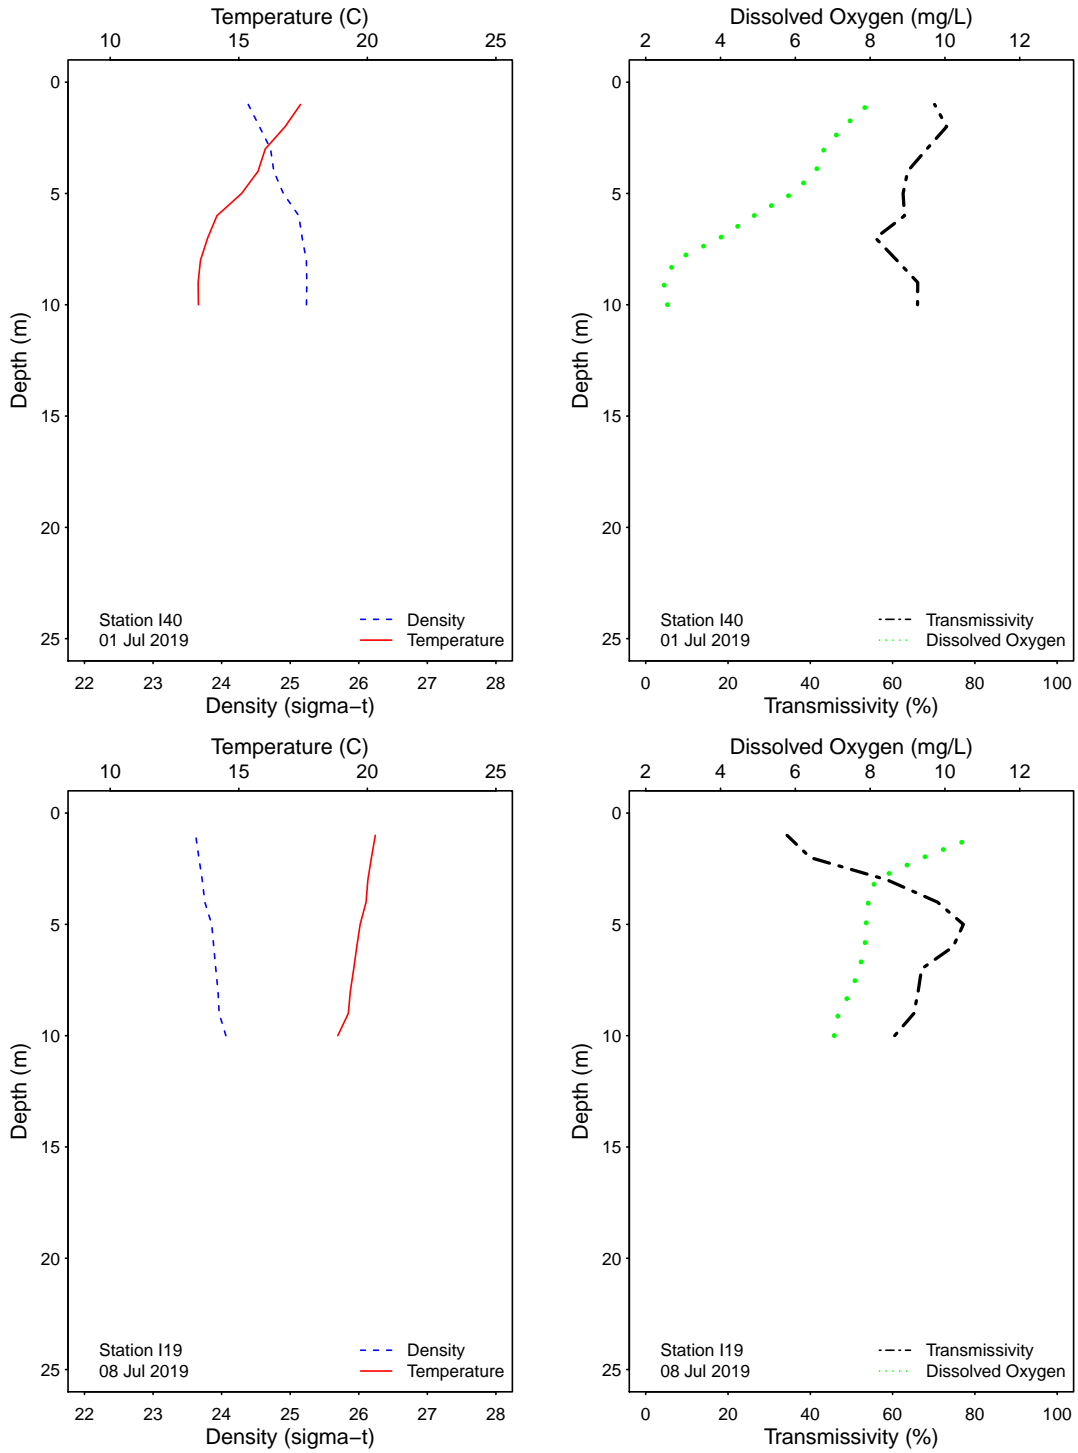 Temperature (C)
10 15 20 25
0
5
10
15
20
25
Depth (m)
Station I40
01 Jul 2019
Density
Temperature
22 23 24 25 26 27 28
Density (sigma−t)
Dissolved Oxygen (mg/L)
2 4 6 8 10 12
0
5
10
15
20
25
Depth (m)
Station I40
01 Jul 2019
Transmissivity
Dissolved Oxygen
0 20 40 60 80 100
Transmissivity (%)
Temperature (C)
10 15 20 25
0
5
10
15
20
25
Depth (m)
Station I19
08 Jul 2019
Density
Temperature
22 23 24 25 26 27 28
Density (sigma−t)
Dissolved Oxygen (mg/L)
2 4 6 8 10 12
0
5
10
15
20
25
Depth (m)
Station I19
08 Jul 2019
Transmissivity
Dissolved Oxygen
0 20 40 60 80 100
Transmissivity (%)